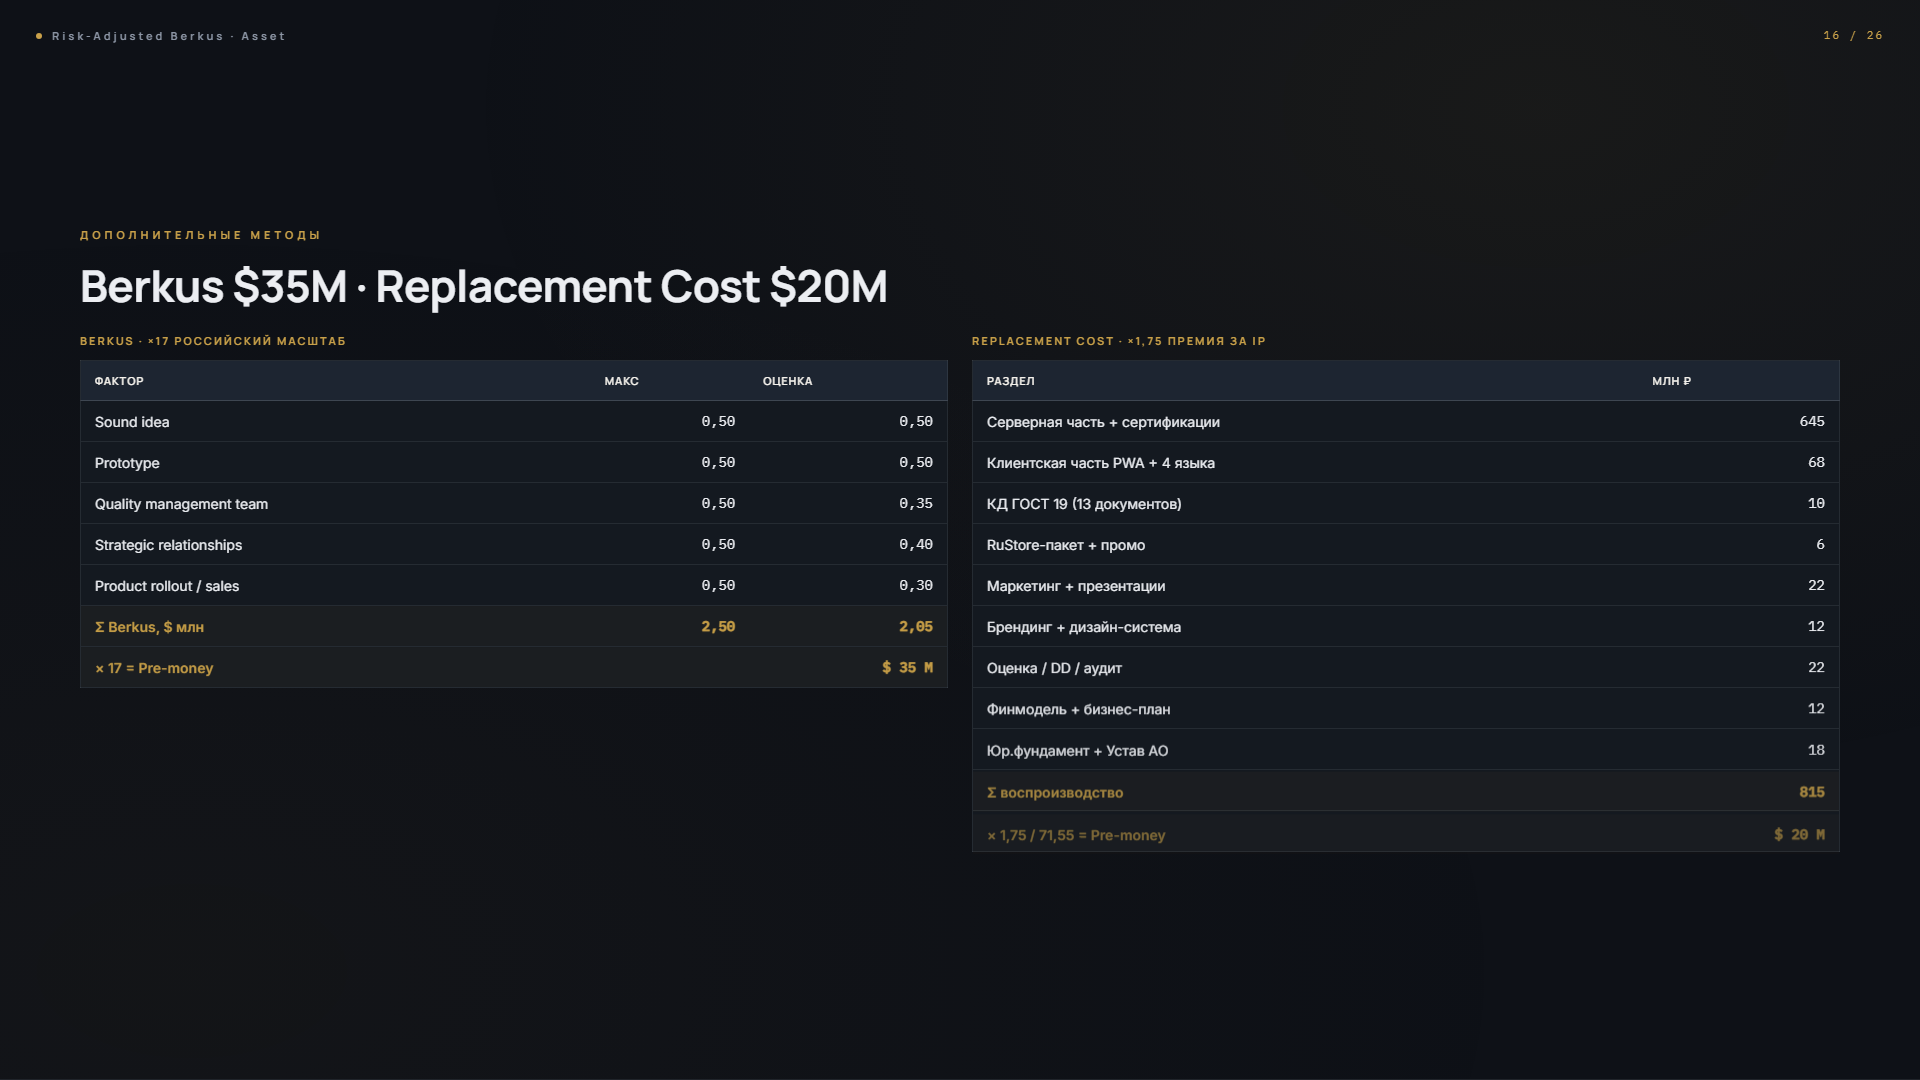 Risk-Adjusted Berkus · Asset
16 / 26
ДОПОЛНИТЕЛЬНЫЕ МЕТОДЫ
Berkus $35M · Replacement Cost $20M
BERKUS · ×17 РОССИЙСКИЙ МАСШТАБ
ФАКТОР МАКС ОЦЕНКА
Sound idea 0,50 0,50
Prototype 0,50 0,50
Quality management team 0,50 0,35
Strategic relationships 0,50 0,40
Product rollout / sales 0,50 0,30
Σ Berkus, $ млн 2,50 2,05
× 17 = Pre-money $ 35 M
REPLACEMENT COST · ×1,75 ПРЕМИЯ ЗА IP
РАЗДЕЛ МЛН ₽
Серверная часть + сертификации 645
Клиентская часть PWA + 4 языка 68
КД ГОСТ 19 (13 документов) 10
RuStore-пакет + промо 6
Маркетинг + презентации 22
Брендинг + дизайн-система 12
Оценка / DD / аудит 22
Финмодель + бизнес-план 12
Юр.фундамент + Устав АО 18
Σ воспроизводство 815
× 1,75 / 71,55 = Pre-money $ 20 M